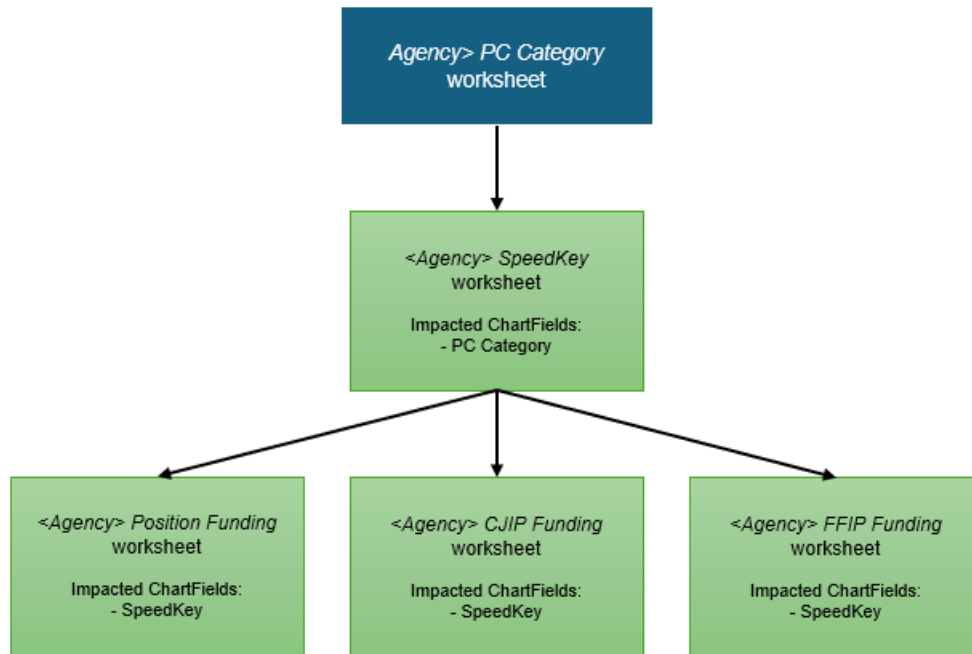 Agency> PC Category
worksheet
<Agency> SpeedKey
worksheet
Impacted ChartFields:
- PC Category
<Agency> Position Funding
worksheet
Impacted ChartFields:
- SpeedKey
<Agency> CJIP Funding
worksheet
Impacted ChartFields:
- SpeedKey
<Agency> FFIP Funding
worksheet
Impacted ChartFields:
- SpeedKey